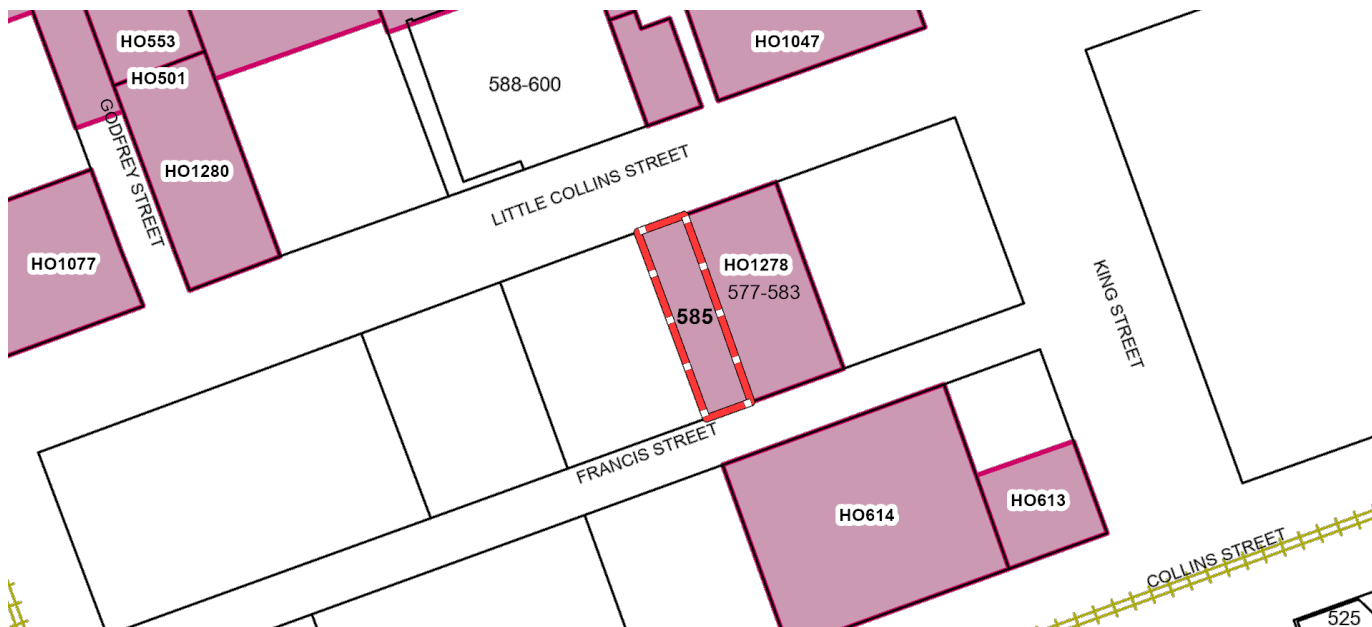 HO553
HO1047
HO501
588-600
GODFREY STREET
HO1280
LITTLE COLLINS STREET
HO1077
HO1278
577-583
585
KING STREET
FRANCIS STREET
HO613
HO614
COLLINS STREET
525